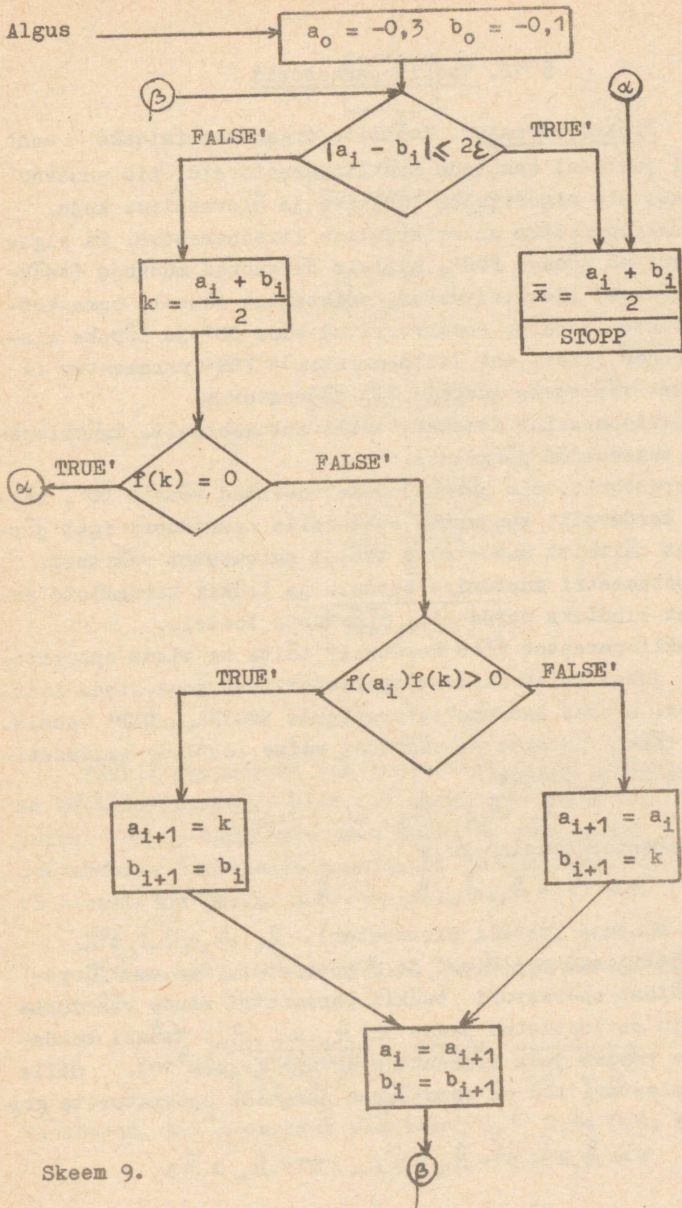 Algus
a₀ = -0,3 b₀ = -0,1
β
α
FALSE'
TRUE'
|aᵢ - bᵢ| ⩽ 2ε
k = (aᵢ + bᵢ)/2
x̄ = (aᵢ + bᵢ)/2
STOPP
TRUE'
FALSE'
α
f(k) = 0
TRUE'
FALSE'
f(aᵢ)f(k) > 0
aᵢ₊₁ = k
bᵢ₊₁ = bᵢ
aᵢ₊₁ = aᵢ
bᵢ₊₁ = k
aᵢ = aᵢ₊₁
bᵢ = bᵢ₊₁
β
Skeem 9.